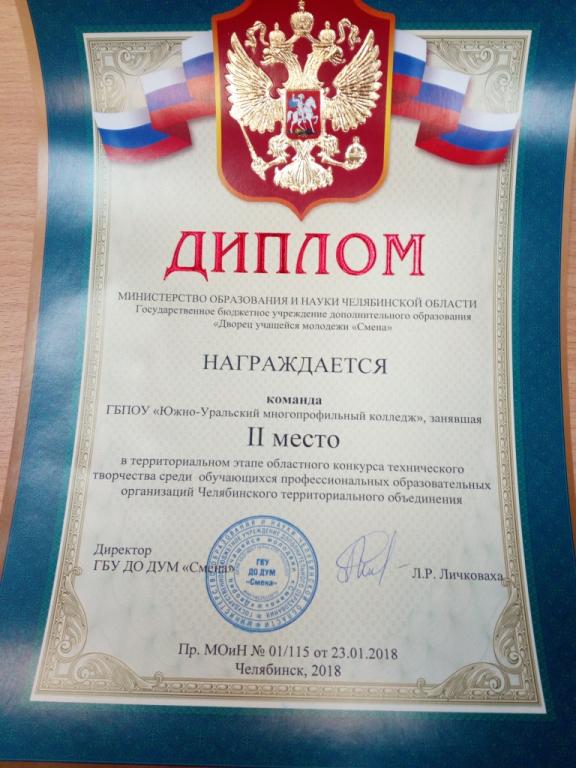 ДИПЛОМ
МИНИСТЕРСТВО ОБРАЗОВАНИЯ И НАУКИ ЧЕЛЯБИНСКОЙ ОБЛАСТИ
Государственное бюджетное учреждение дополнительного образования
«Дворец учащейся молодежи «Смена»
НАГРАЖДАЕТСЯ
команда
ГБПОУ «Южно-Уральский многопрофильный колледж», занявшая
II место
в территориальном этапе областного конкурса технического
творчества среди обучающихся профессиональных образовательных
организаций Челябинского территориального объединения
Директор
ГБУ ДО ДУМ «Смена»
Л.Р. Личковаха
ГБУ
ДО ДУМ
«Смена»
Пр. МОиН № 01/115 от 23.01.2018
Челябинск, 2018